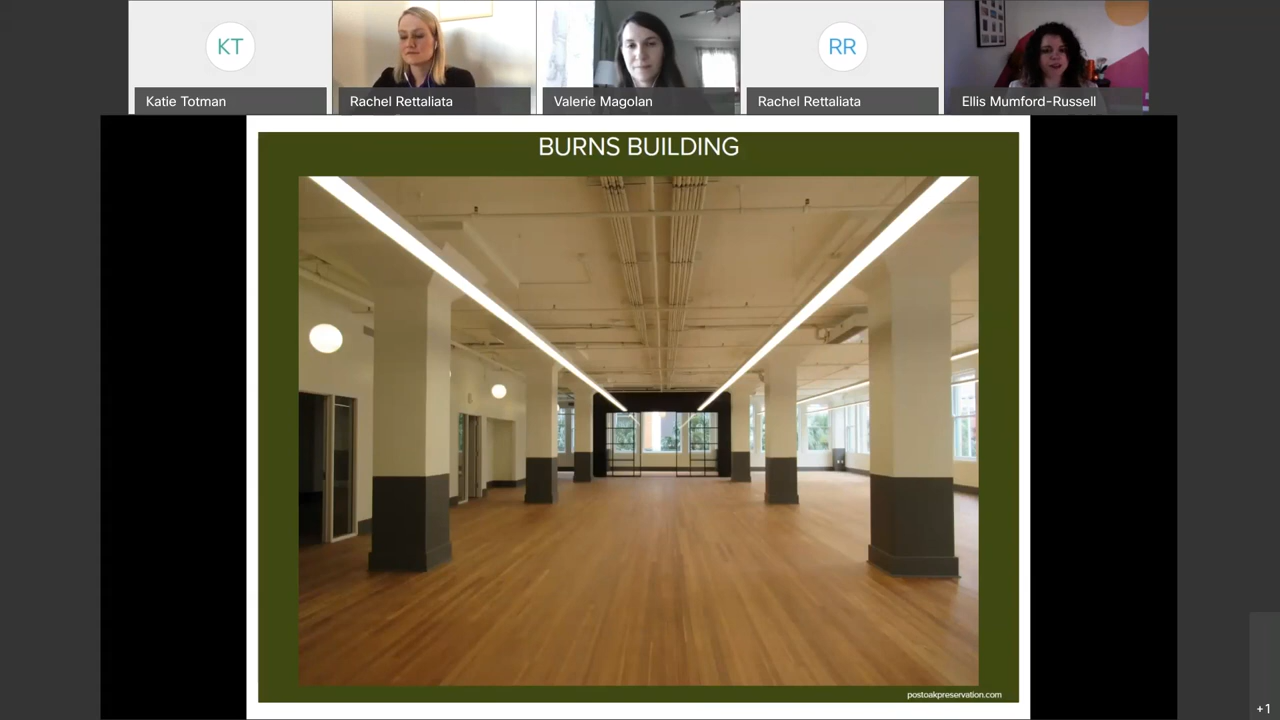 KT
Katie Totman
Rachel Rettaliata
Valerie Magolan
RR
Rachel Rettaliata
Ellis Mumford-Russell
BURNS BUILDING
postoakpreservation.com
+1